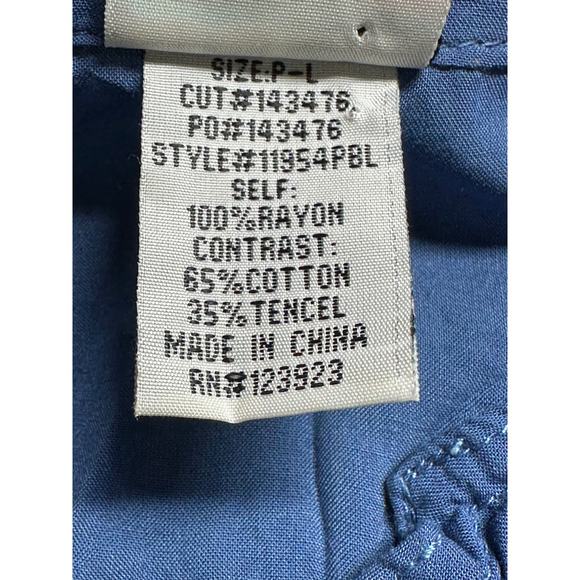 SIZE:P-L
CUT#143476
PO#143476
STYLE#11954PBL
SELF:
100%RAYON
CONTRAST:
65%COTTON
35%TENCEL
MADE IN CHINA
RN#123923